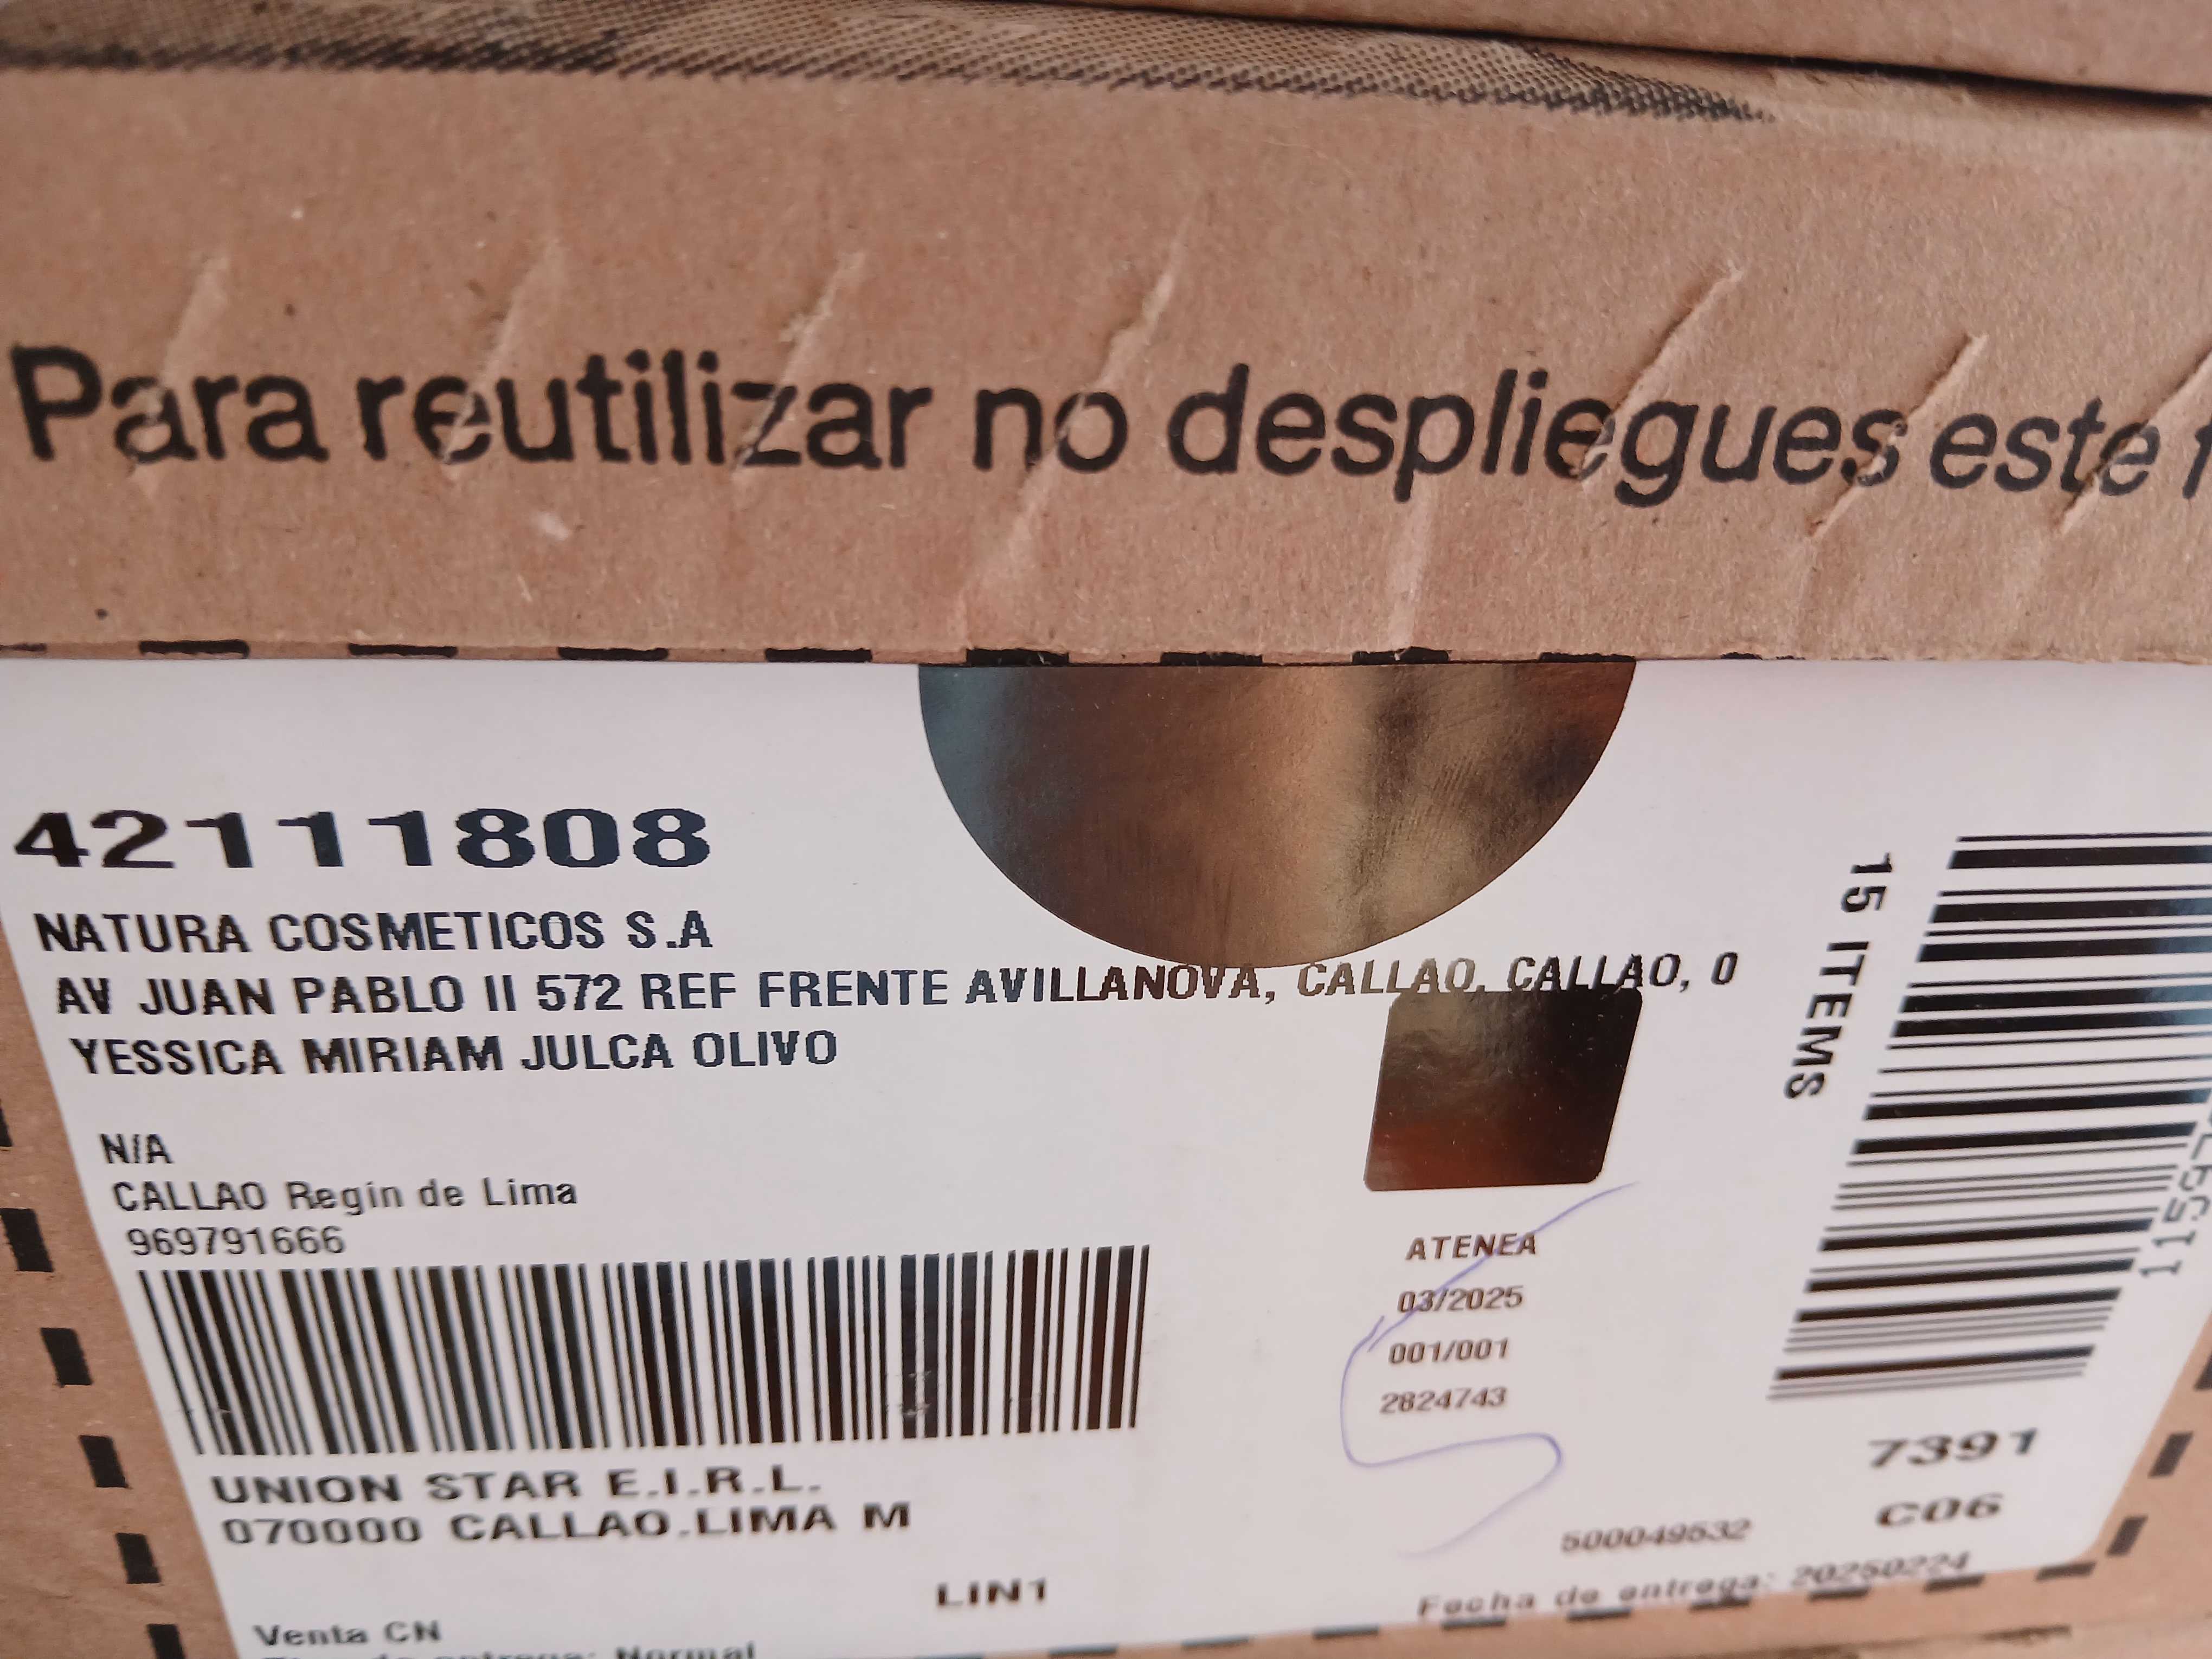 Para reutilizar no despliegues este
42111808
NATURA COSMETICOS S.A
AV JUAN PABLO II 572 REF FRENTE AVILLANOVA, CALLAO, CALLAO, 0
YESSICA MIRIAM JULCA OLIVO
N/A
CALLAO Regin de Lima
969791666
UNION STAR E.I.R.L.
070000 CALLAO.LIMA M
LIN1
Venta CN
entrega: Normal
ATENEA
03/2025
001/001
2824743
15 ITEMS
7391
C06
500049532
Fecha de entrega: 20250224